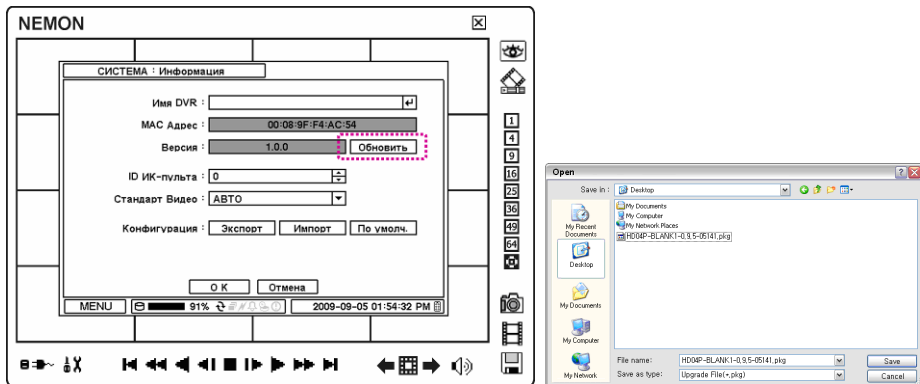 NEMON
СИСТЕМА : Информация
Имя DVR :
MAC Адрес : 00:08:9F:F4:AC:54
Версия : 1.0.0 Обновить
ID ИК-пульта : 0
Стандарт Видео : АВТО
Конфигурация : Экспорт Импорт По умолч.
О К Отмена
MENU 91% 2009-09-05 01:54:32 PM
1
4
9
16
25
36
49
64
Open
Save in : Desktop
My Recent Documents
Desktop
My Documents
My Computer
My Network
My Documents
My Computer
My Network Places
HD04P-BLANK1-0,9,5-05141,pkg
File name: HD04P-BLANK1-0,9,5-05141,pkg Save
Save as type: Upgrade File(*,pkg) Cancel